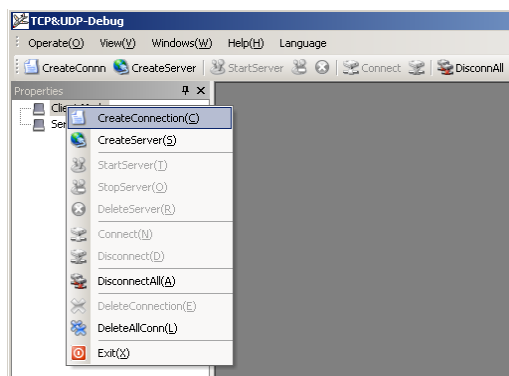 TCP&UDP-Debug
Operate(O) View(V) Windows(W) Help(H) Language
CreateConnn CreateServer StartServer Connect DisconnAll
Properties
CreateConnection(C)
CreateServer(S)
StartServer(T)
StopServer(O)
DeleteServer(R)
Connect(N)
Disconnect(D)
DisconnectAll(A)
DeleteConnection(E)
DeleteAllConn(L)
Exit(X)